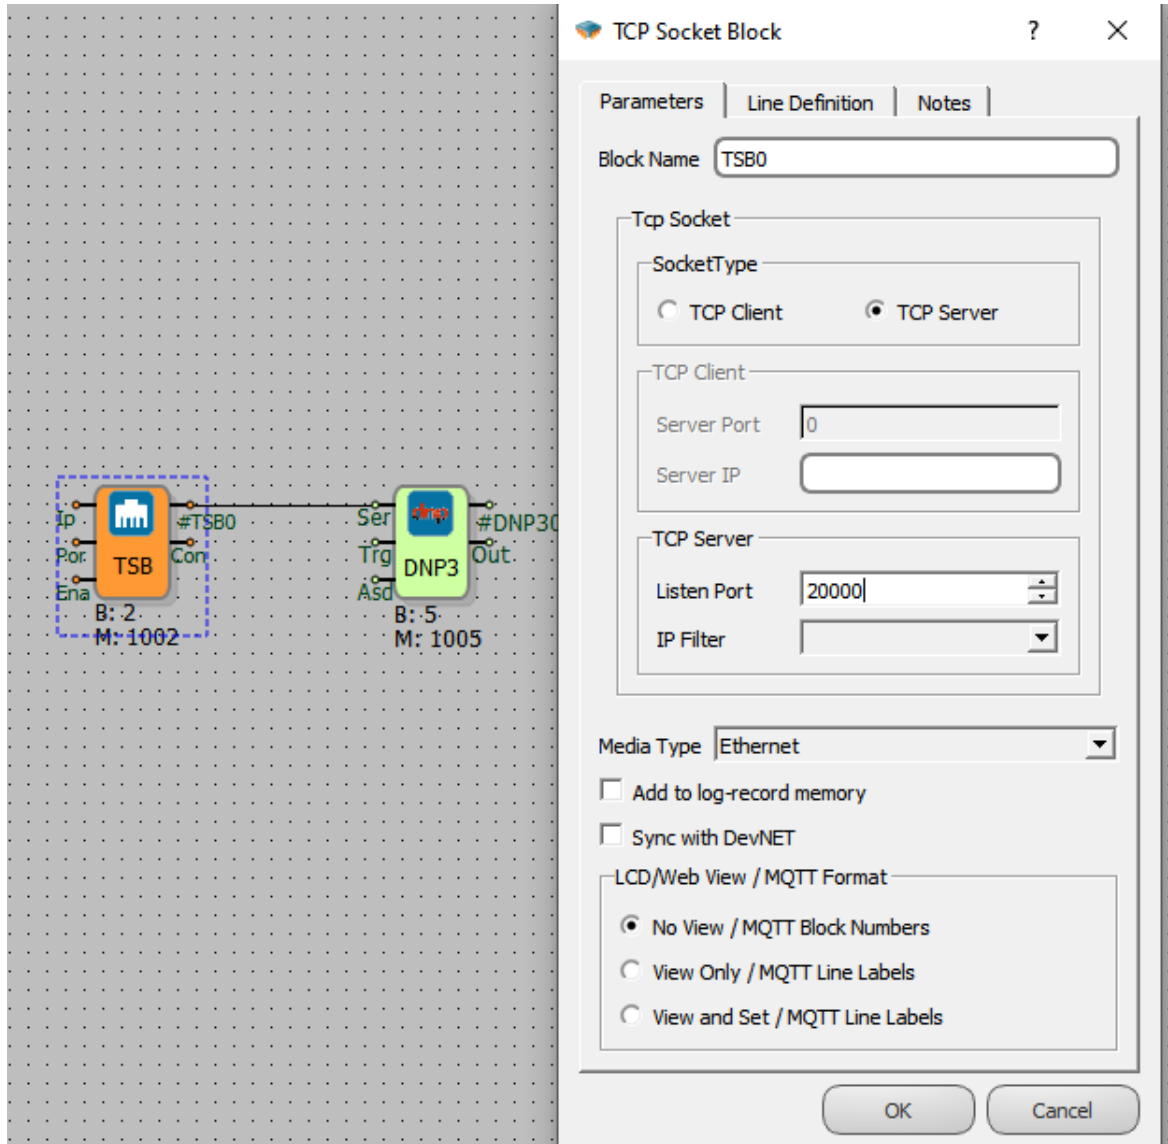 TCP Socket Block
?
Parameters
Line Definition
Notes
Block Name TSB0
Tcp Socket
SocketType
TCP Client
TCP Server
TCP Client
Server Port 0
Server IP
TCP Server
Listen Port 20000
IP Filter
Media Type Ethernet
Add to log-record memory
Sync with DevNET
LCD/Web View / MQTT Format
No View / MQTT Block Numbers
View Only / MQTT Line Labels
View and Set / MQTT Line Labels
OK
Cancel
Ip
Por.
Ena
TSB
#TSB0
Con
B: 2
M: 1002
Ser
Trg
Asd
dnp
DNP3
#DNP30
Out
B: 5
M: 1005